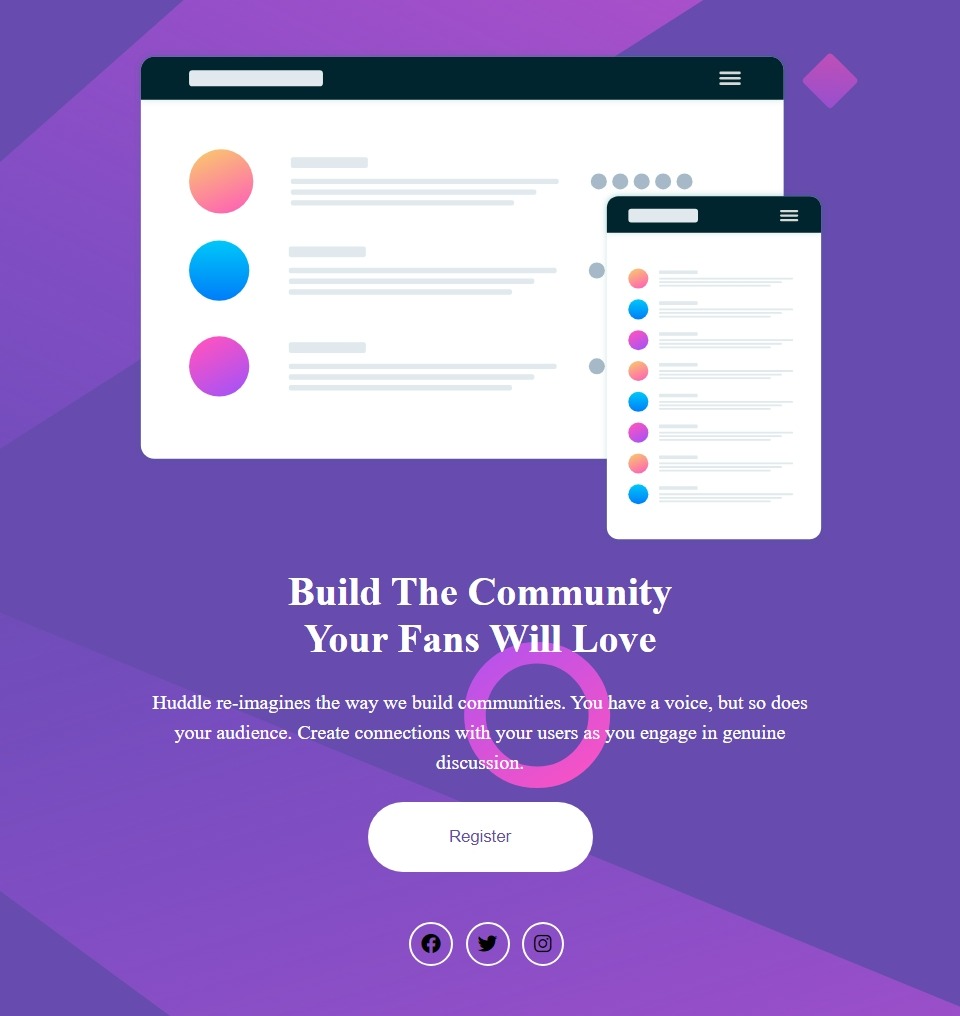 Build The Community
Your Fans Will Love
Huddle re-imagines the way we build communities. You have a voice, but so does
your audience. Create connections with your users as you engage in genuine
discussion.
Register